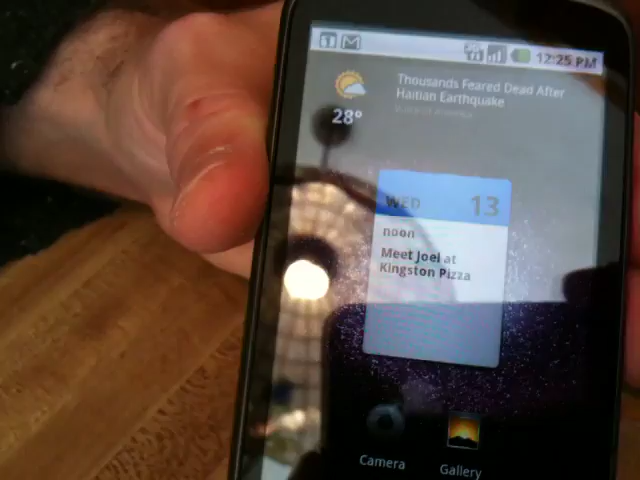 12:25 PM
Thousands Feared Dead After
Haitian Earthquake
28°
WED 13
noon
Meet Joel at
Kingston Pizza
Camera
Gallery